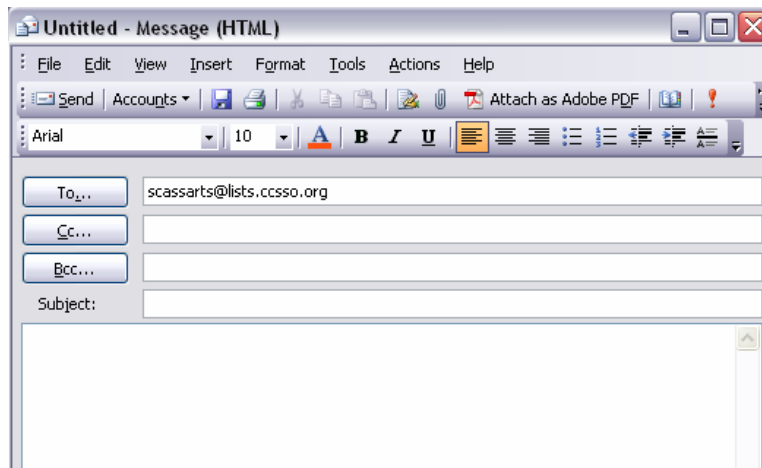 Untitled - Message (HTML)
File Edit View Insert Format Tools Actions Help
Send Accounts Attach as Adobe PDF
Arial 10 A B I U
To...
scassarts@lists.ccsso.org
Cc...
Bcc...
Subject: